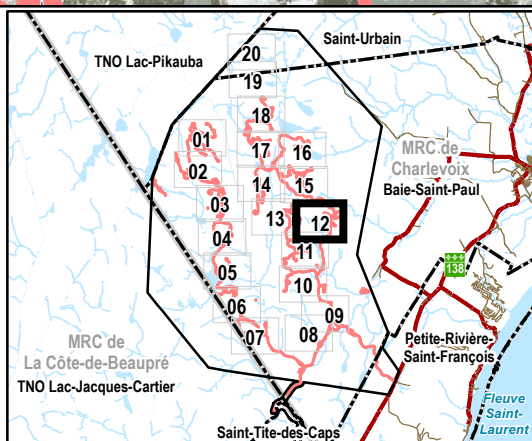 Saint-Urbain
TNO Lac-Pikauba
20
19
18
01
17
16
02
14
15
03
13
12
04
11
05
10
06
09
07
08
MRC de
Charlevoix
Baie-Saint-Paul
138
Petite-Rivière-
Saint-François
MRC de
La Côte-de-Beaupré
TNO Lac-Jacques-Cartier
Saint-Tite-des-Caps
Fleuve
Saint-
Laurent